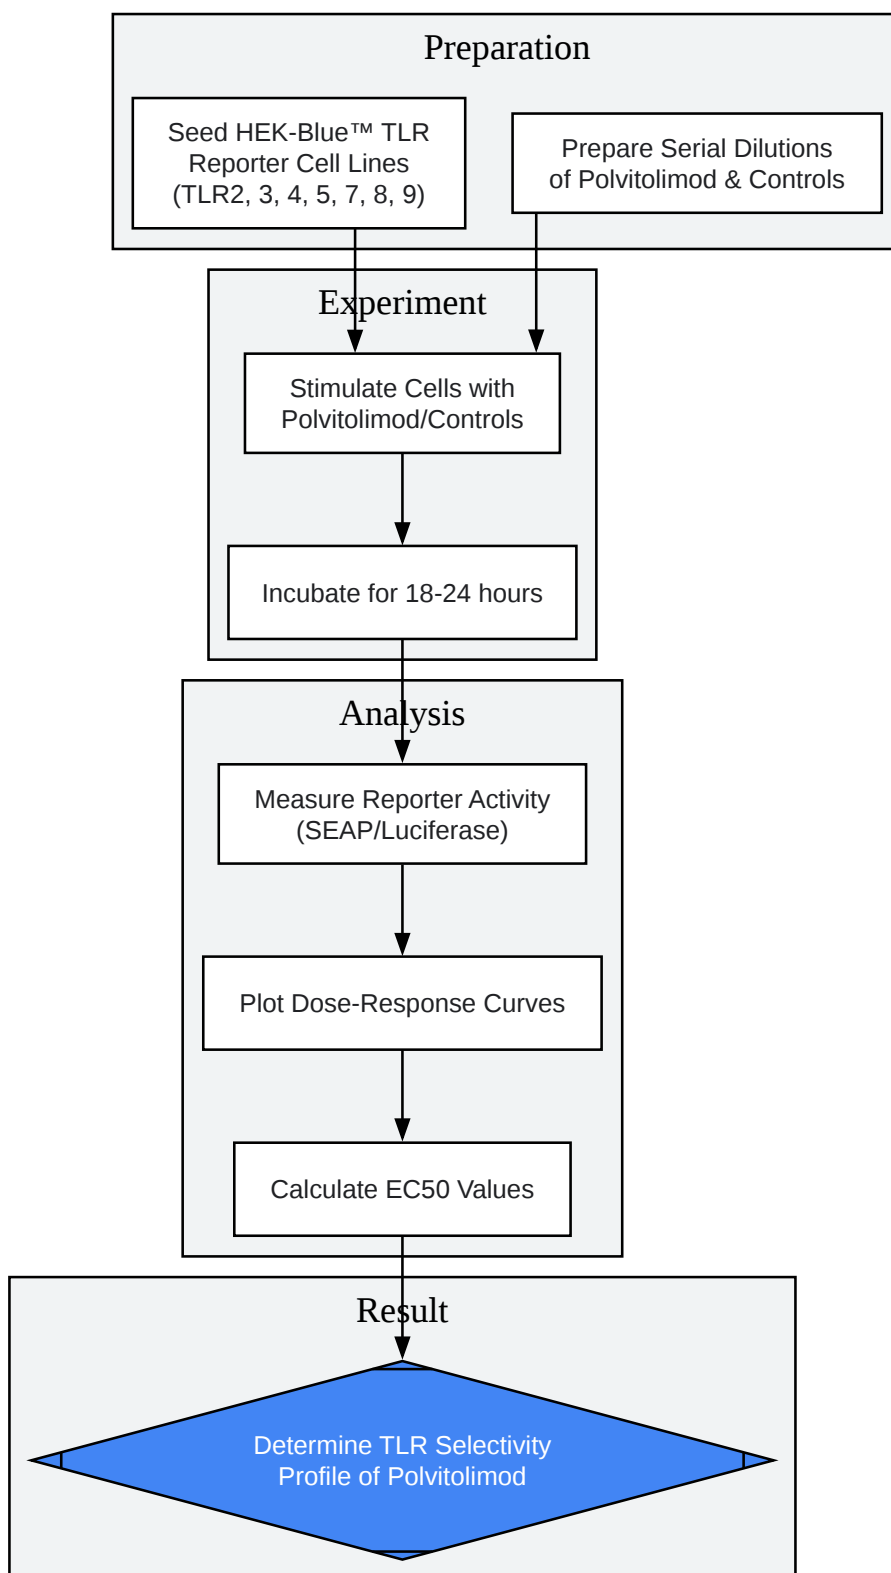 Preparation
Seed HEK-Blue™ TLR
Reporter Cell Lines
(TLR2, 3, 4, 5, 7, 8, 9)
Prepare Serial Dilutions
of Polvitolimod & Controls
Experiment
Stimulate Cells with
Polvitolimod/Controls
Incubate for 18-24 hours
Analysis
Measure Reporter Activity
(SEAP/Luciferase)
Plot Dose-Response Curves
Calculate EC50 Values
Result
Determine TLR Selectivity
Profile of Polvitolimod